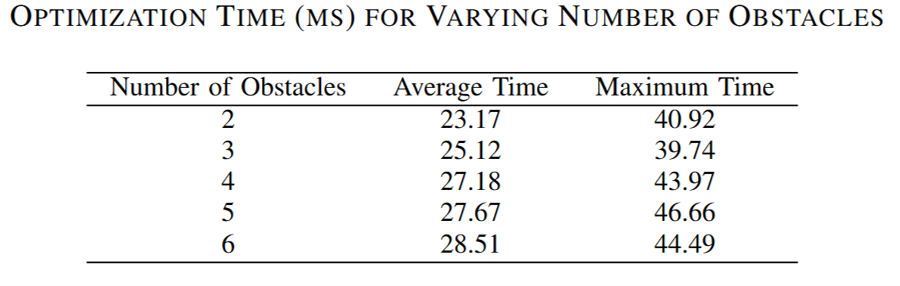 OPTIMIZATION TIME (MS) FOR VARYING NUMBER OF OBSTACLES
Number of Obstacles Average Time Maximum Time
2 23.17 40.92
3 25.12 39.74
4 27.18 43.97
5 27.67 46.66
6 28.51 44.49